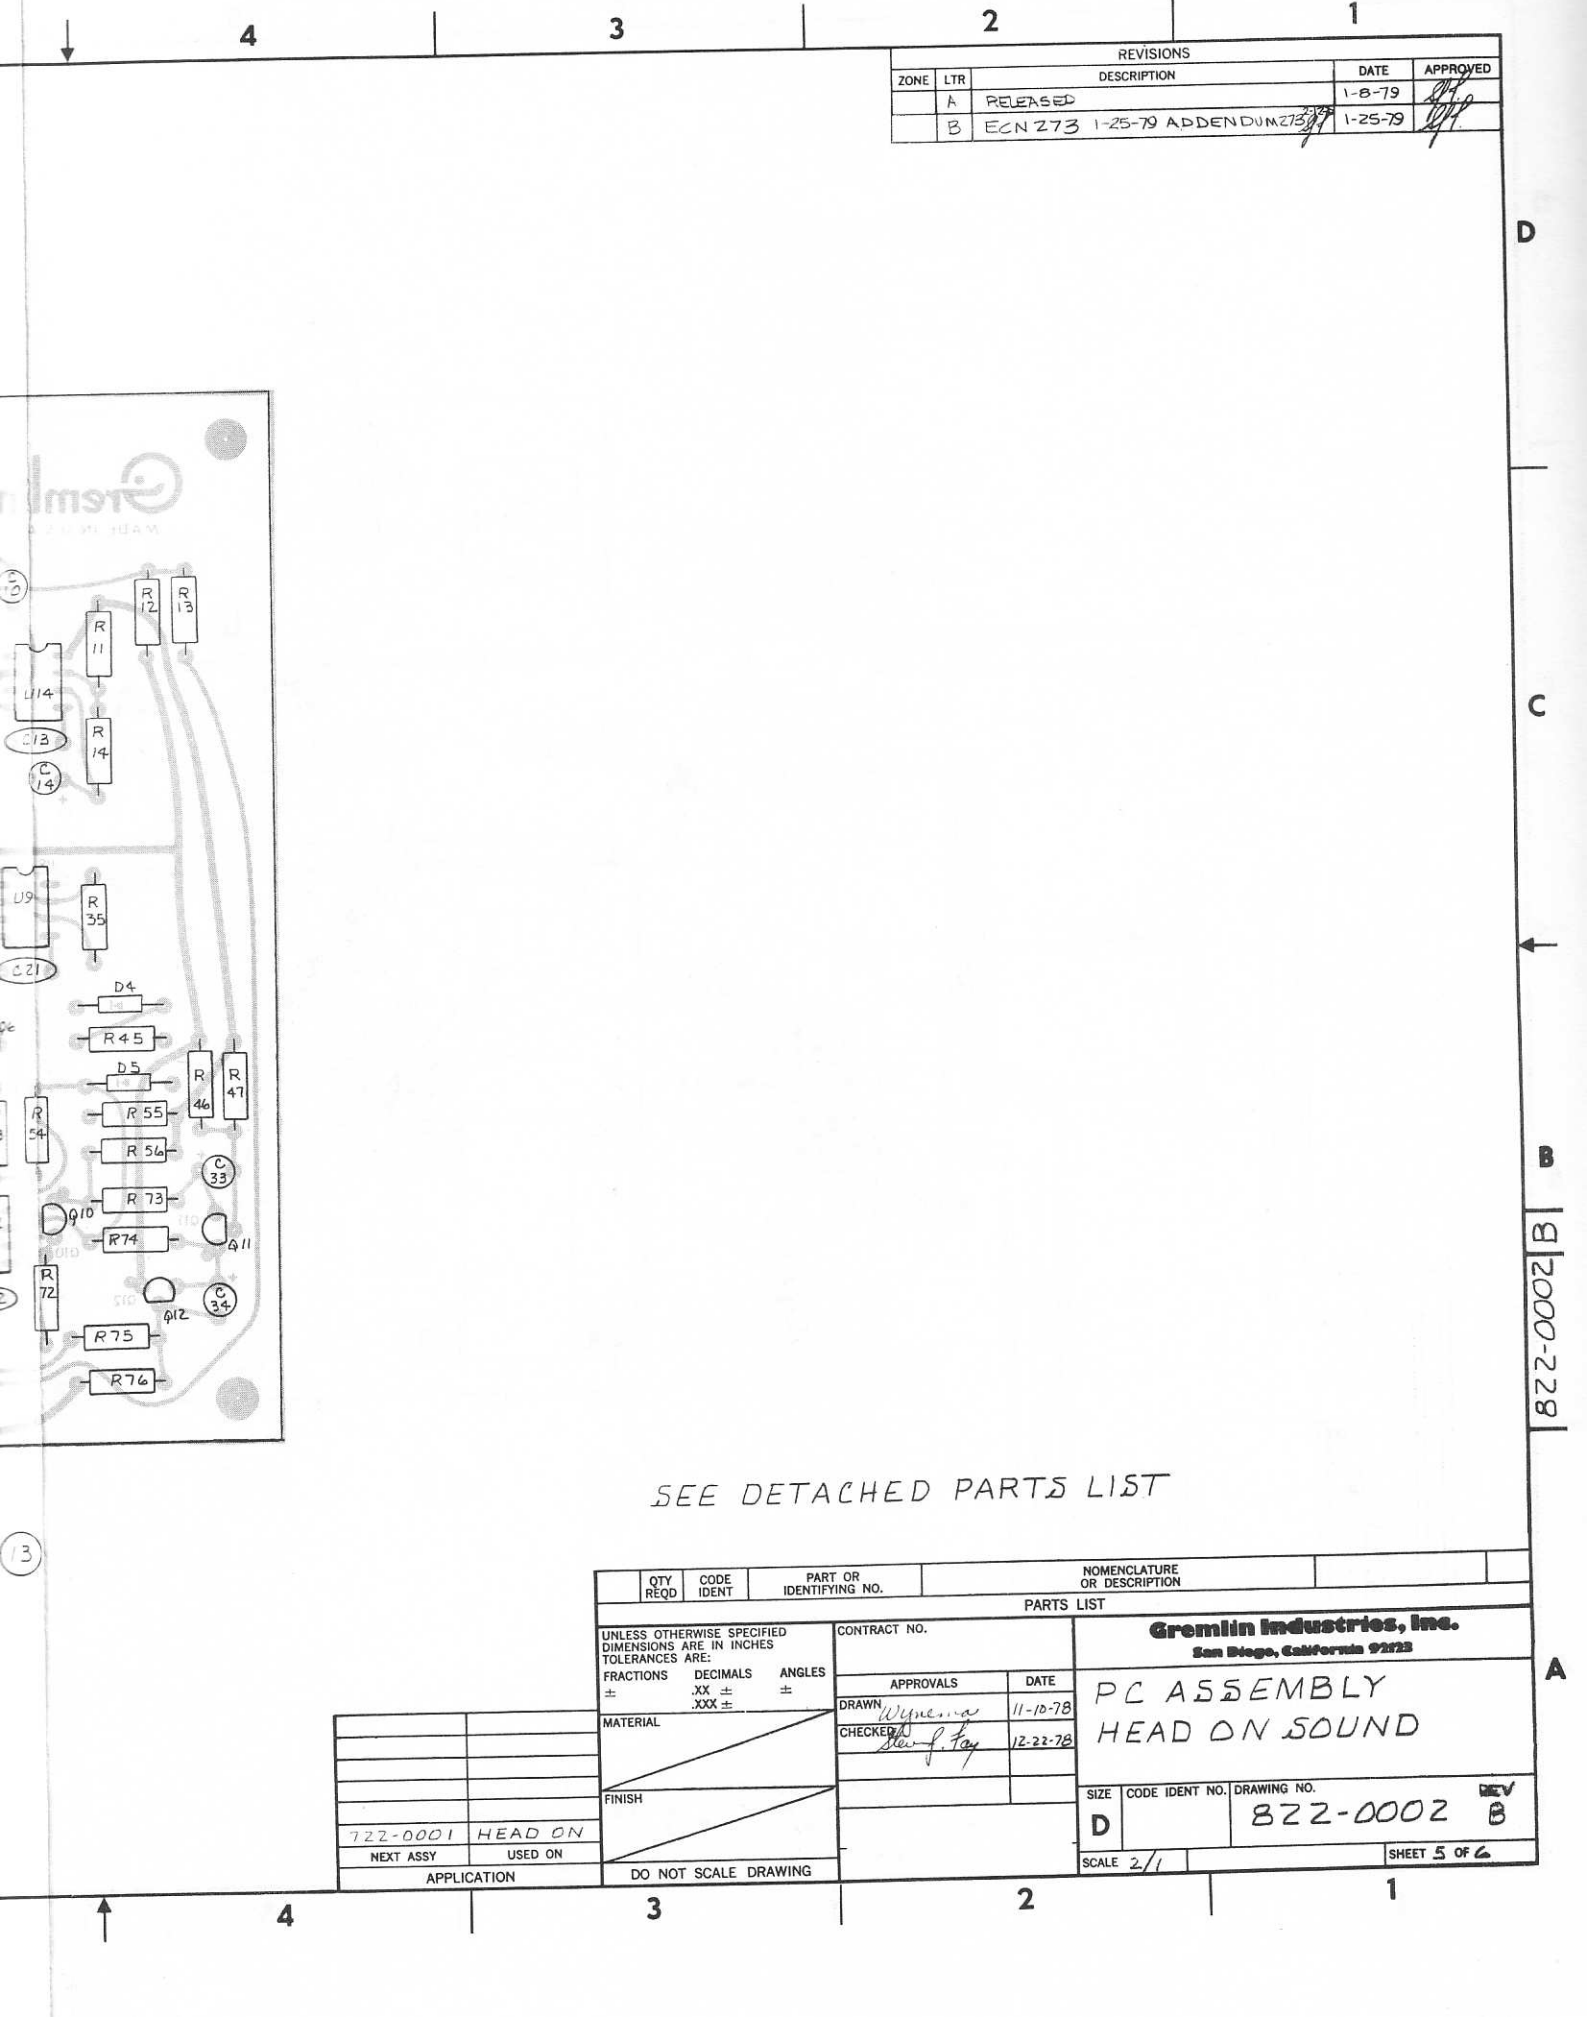 4 3 2 1
REVISIONS
ZONE LTR DESCRIPTION DATE APPROVED
A RELEASED 1-8-79
B ECN 273 1-25-79 ADDENDUM 273 1-25-79
D
C
B
822-0002 B
A
Gremlin
MADE IN U.S.A
R 12
R 13
R 11
U14
C13
R 14
C 14
U9
R 35
C21
D4
R45
D5
R 46
R 47
R 54
R 55
R 56
C 33
R 73
Q10
R74
Q11
R 72
Q12
C 34
R75
R76
13
SEE DETACHED PARTS LIST
QTY REQD CODE IDENT PART OR IDENTIFYING NO. NOMENCLATURE OR DESCRIPTION
PARTS LIST
UNLESS OTHERWISE SPECIFIED
DIMENSIONS ARE IN INCHES
TOLERANCES ARE:
FRACTIONS DECIMALS ANGLES
± .XX ± ±
.XXX ±
MATERIAL
FINISH
DO NOT SCALE DRAWING
CONTRACT NO.
APPROVALS DATE
DRAWN 11-10-78
CHECKED Steve J. Fay 12-22-78
Gremlin Industries, Inc.
San Diego, California 92123
PC ASSEMBLY
HEAD ON SOUND
SIZE CODE IDENT NO. DRAWING NO. REV
D 822-0002 B
SCALE 2/1 SHEET 5 OF 6
722-0001 HEAD ON
NEXT ASSY USED ON
APPLICATION
4 3 2 1